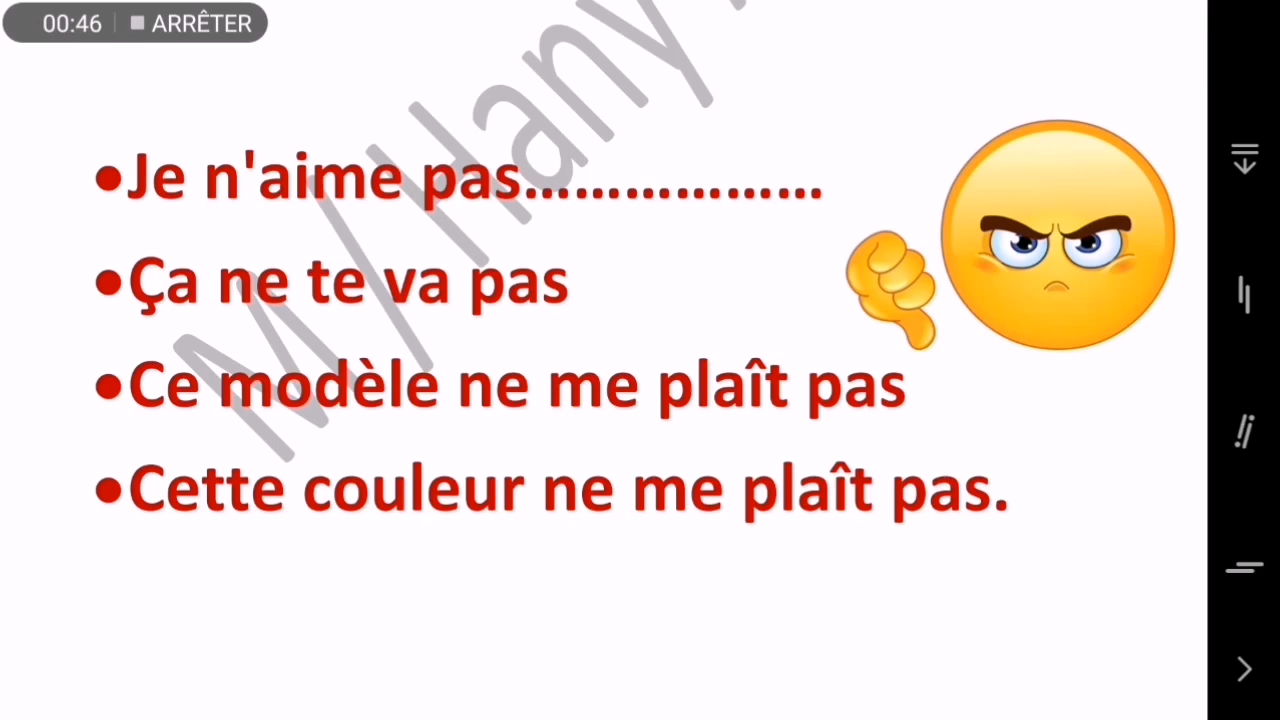 00:46 ARRÊTER
M/ Hany
•Je n'aime pas...................
•Ça ne te va pas
•Ce modèle ne me plaît pas
•Cette couleur ne me plaît pas.